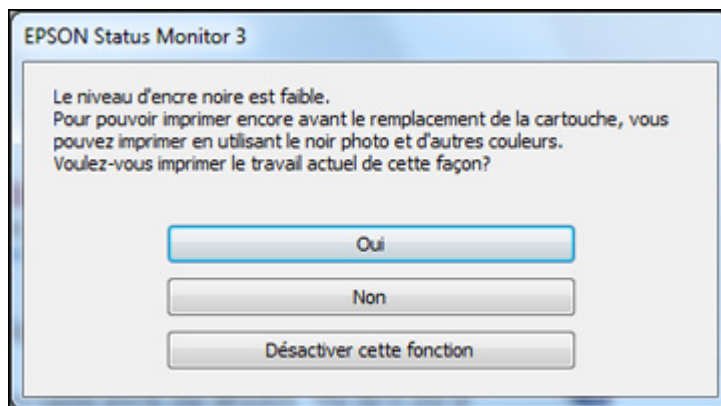 EPSON Status Monitor 3
Le niveau d'encre noire est faible.
Pour pouvoir imprimer encore avant le remplacement de la cartouche, vous
pouvez imprimer en utilisant le noir photo et d'autres couleurs.
Voulez-vous imprimer le travail actuel de cette façon?
Oui
Non
Désactiver cette fonction